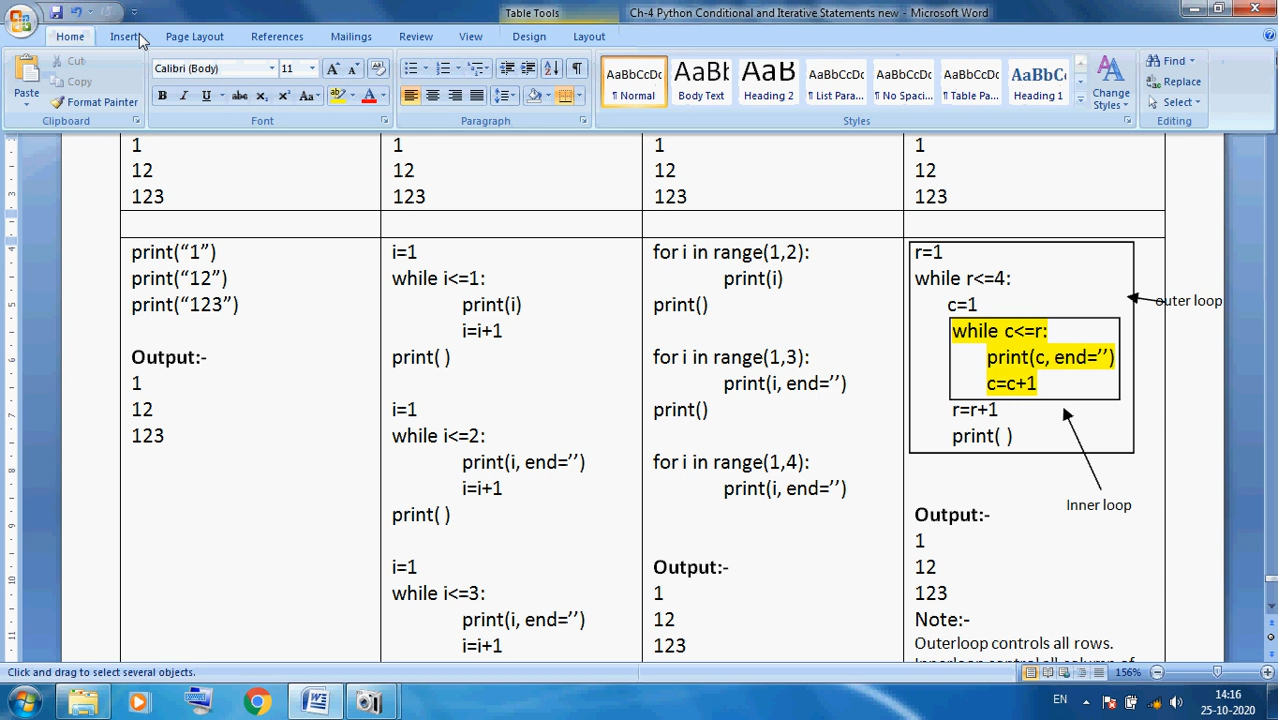 Table Tools
Ch-4 Python Conditional and Iterative Statements new - Microsoft Word
Home Insert Page Layout References Mailings Review View Design Layout
Paste
Cut
Copy
Format Painter
Clipboard
Calibri (Body) 11
Font
Paragraph
AaBbCcDc
¶ Normal
AaBbCc
Body Text
AaB
Heading 2
AaBbCcDc
¶ List Para...
AaBbCcDc
¶ No Spaci...
AaBbCcDc
¶ Table Pa...
AaBbC
Heading 1
Change
Styles
Styles
Find
Replace
Select
Editing
1
12
123
1
12
123
1
12
123
1
12
123
print(“1”)
print(“12”)
print(“123”)
Output:-
1
12
123
i=1
while i<=1:
print(i)
i=i+1
print( )
i=1
while i<=2:
print(i, end=’’)
i=i+1
print( )
i=1
while i<=3:
print(i, end=’’)
i=i+1
for i in range(1,2):
print(i)
print()
for i in range(1,3):
print(i, end=’’)
print()
for i in range(1,4):
print(i, end=’’)
Output:-
1
12
123
r=1
while r<=4:
c=1
while c<=r:
print(c, end=’’)
c=c+1
r=r+1
print( )
outer loop
Inner loop
Output:-
1
12
123
Note:-
Outerloop controls all rows.
Click and drag to select several objects.
156%
EN
14:16
25-10-2020